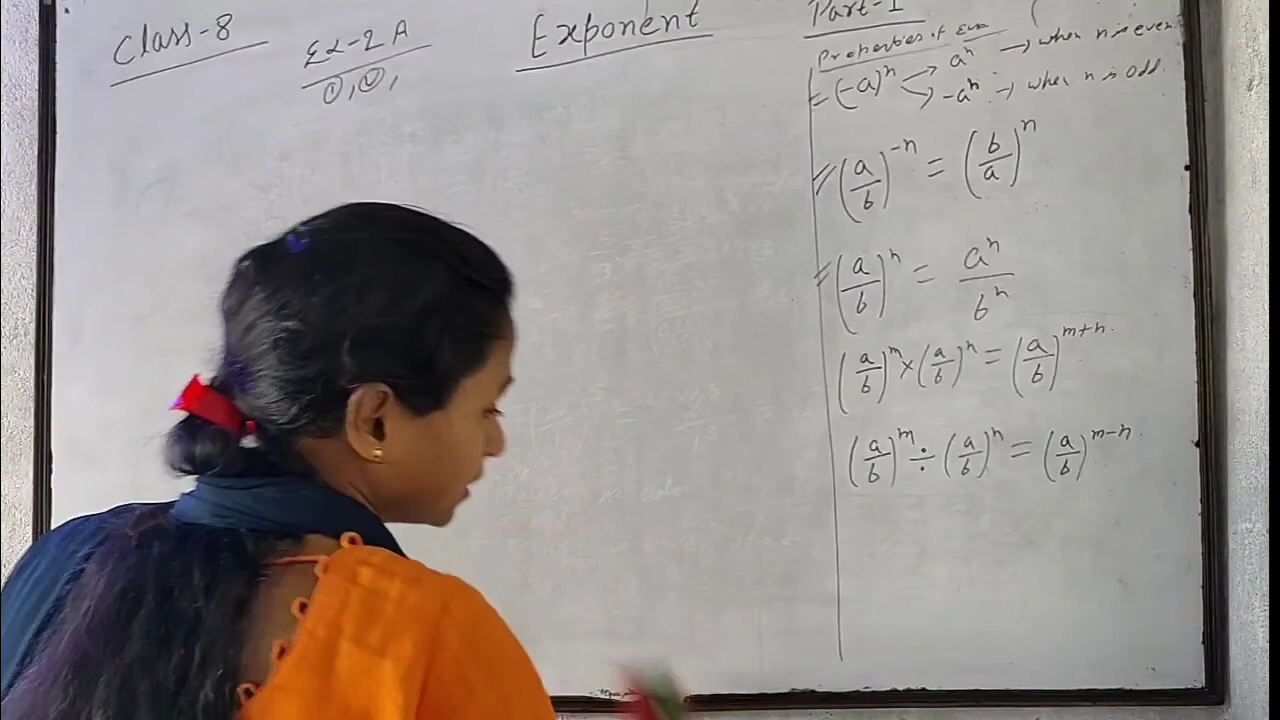 Class-8
Ex-2A
①, ②,
Exponent
Part-I
Properties of
(-a)ⁿ → aⁿ → when n is even
→ -aⁿ → when n is odd.
(a/b)⁻ⁿ = (b/a)ⁿ
(a/b)ⁿ = aⁿ/bⁿ
(a/b)ᵐ × (a/b)ⁿ = (a/b)ᵐ⁺ⁿ
(a/b)ᵐ ÷ (a/b)ⁿ = (a/b)ᵐ⁻ⁿ